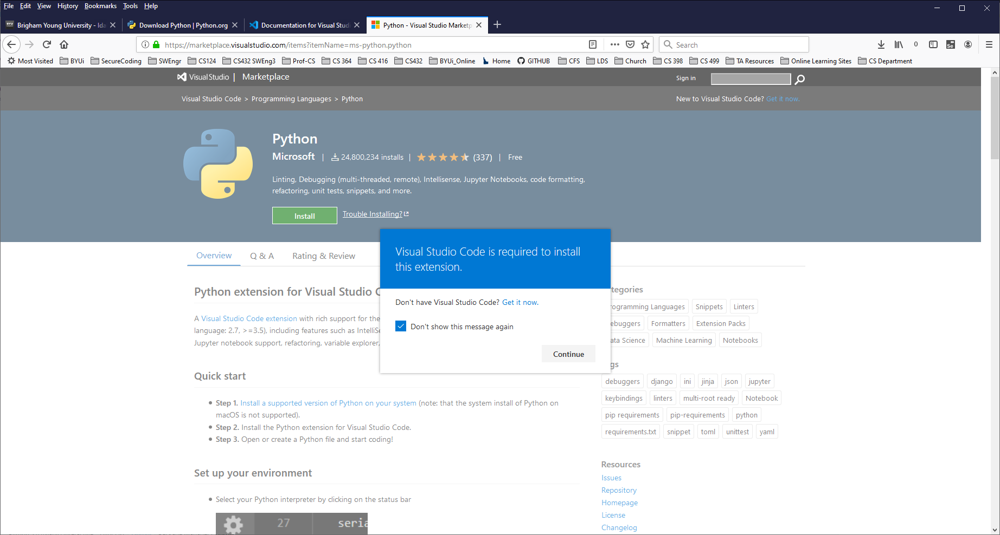 File Edit View History Bookmarks Tools Help
Brigham Young University - Ida
Download Python | Python.org
Documentation for Visual Studi
Python - Visual Studio Marketp
https://marketplace.visualstudio.com/items?itemName=ms-python.python
Search
0
Most Visited BYUi SecureCoding SWEngr CS124 CS432 SWEng3 Prof-CS CS 364 CS 416 CS432 BYUi_Online Home GITHUB CFS LDS Church CS 398 CS 499 TA Resources Online Learning Sites CS Department
Visual Studio | Marketplace
Sign in
Visual Studio Code > Programming Languages > Python
New to Visual Studio Code? Get it now.
Python
Microsoft | 24,800,234 installs | (337) | Free
Linting, Debugging (multi-threaded, remote), Intellisense, Jupyter Notebooks, code formatting,
refactoring, unit tests, snippets, and more.
Install
Trouble Installing?
Overview Q & A Rating & Review
Visual Studio Code is required to install
this extension.
Don't have Visual Studio Code? Get it now.
Don't show this message again
Continue
Python extension for Visual Studio C
A Visual Studio Code extension with rich support for the
language: 2.7, >=3.5), including features such as IntelliSe
Jupyter notebook support, refactoring, variable explorer,
Quick start
Step 1. Install a supported version of Python on your system (note: that the system install of Python on
macOS is not supported).
Step 2. Install the Python extension for Visual Studio Code.
Step 3. Open or create a Python file and start coding!
Set up your environment
Select your Python interpreter by clicking on the status bar
27 seria
tegories
rogramming Languages Snippets Linters
ebuggers Formatters Extension Packs
ata Science Machine Learning Notebooks
gs
debuggers django ini jinja json jupyter
keybindings linters multi-root ready Notebook
pip requirements pip-requirements python
requirements.txt snippet toml unittest yaml
Resources
Issues
Repository
Homepage
License
Changelog